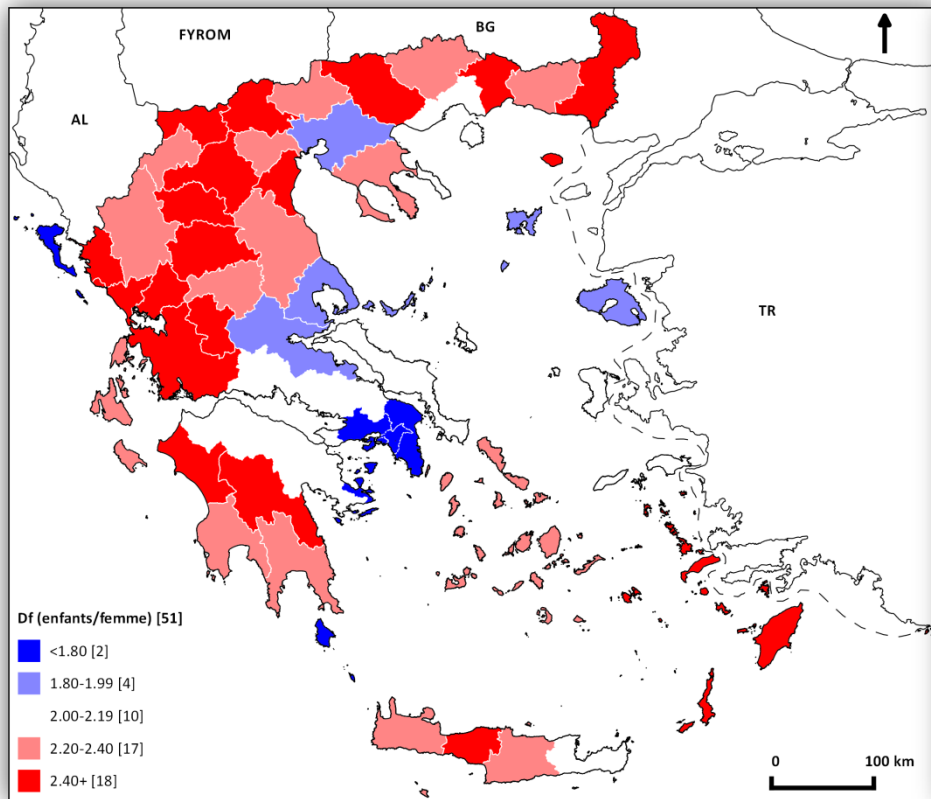 FYROM
BG
AL
TR
Df (enfants/femme) [51]
<1.80 [2]
1.80-1.99 [4]
2.00-2.19 [10]
2.20-2.40 [17]
2.40+ [18]
0 100 km